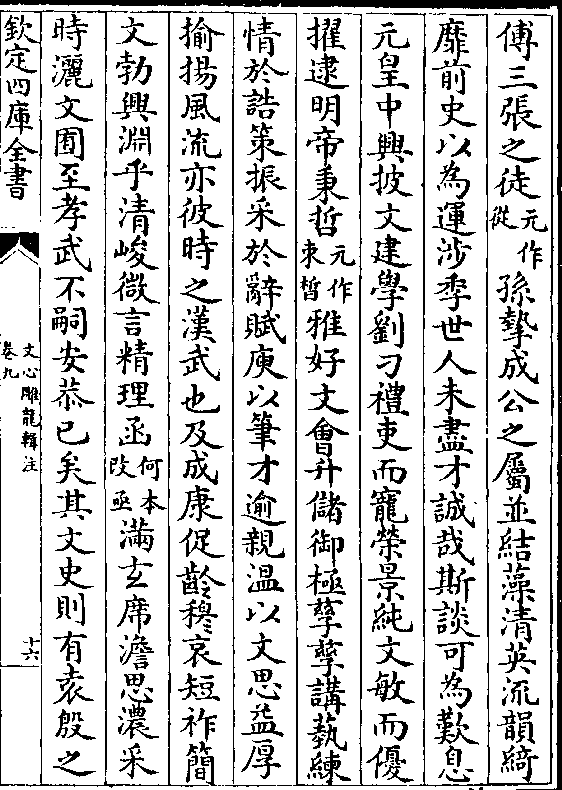 傅三張之徒元作從孫摯成公之屬並結藻清英流韻綺
靡前史以為運涉季世人未盡才誠哉斯談可為歎息
元皇中興披文建學劉刁禮吏而寵榮景純文敏而優
擢逮明帝秉哲元作束晳雅好文會升儲御極孳孳講藝練
情於誥策振采於辭賦庾以筆才逾親溫以文思益厚
揄揚風流亦彼時之漢武也及成康促齡穆哀短祚簡
文勃興淵乎清峻微言精理函何本改亟滿玄席澹思濃采
時灑文囿至孝武不嗣安恭已矣其文史則有袁殷之
欽定四庫全書
文心雕龍輯注
卷九
十六